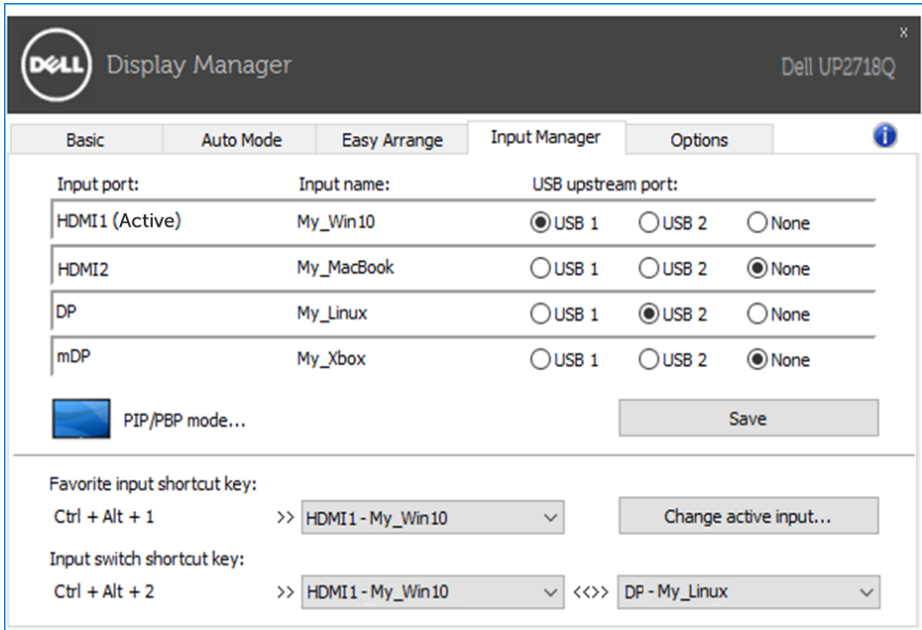 DELL Display Manager Dell UP2718Q x
Basic Auto Mode Easy Arrange Input Manager Options i
Input port: Input name: USB upstream port:
HDMI1 (Active) My_Win10 USB 1 USB 2 None
HDMI2 My_MacBook USB 1 USB 2 None
DP My_Linux USB 1 USB 2 None
mDP My_Xbox USB 1 USB 2 None
PIP/PBP mode... Save
Favorite input shortcut key:
Ctrl + Alt + 1 >> HDMI1 - My_Win10 Change active input...
Input switch shortcut key:
Ctrl + Alt + 2 >> HDMI1 - My_Win10 <<>> DP - My_Linux